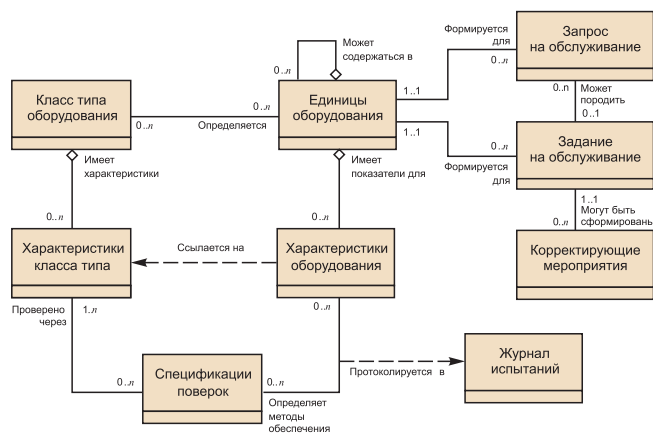 Формируется
для
0..n
Запрос
на обслуживание
Может
содержаться в
0..n
0..n
Может
породить
0..1
Класс типа
оборудования
0..n
Определяется
0..n
Единицы
оборудования
1..1
1..1
0..n
Формируется
для
Задание
на обслуживание
Имеет
характеристики
Имеет
показатели для
1..1
Могут быть
сформированы
0..n
0..n
0..n
Характеристики
класса типа
Ссылается на
Характеристики
оборудования
Корректирующие
мероприятия
Проверено
через
1..n
0..n
Протоколируется в
Журнал
испытаний
0..n
Спецификации
поверок
0..n
Определяет
методы
обеспечения